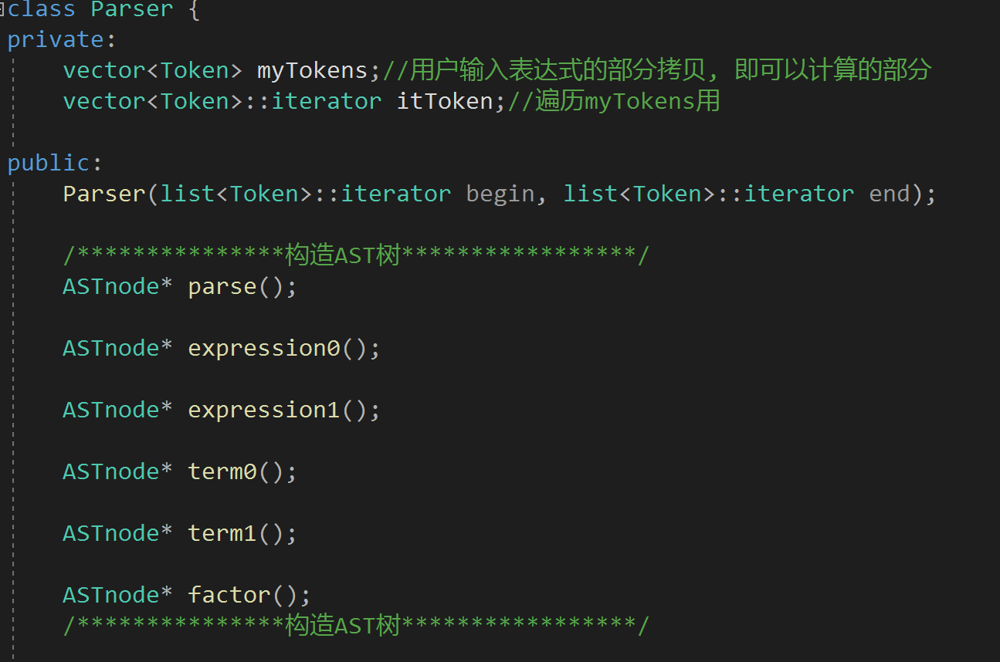 class Parser {
private:
vector<Token> myTokens;//用户输入表达式的部分拷贝, 即可以计算的部分
vector<Token>::iterator itToken;//遍历myTokens用
public:
Parser(list<Token>::iterator begin, list<Token>::iterator end);
/***************构造AST树*****************/
ASTnode* parse();
ASTnode* expression0();
ASTnode* expression1();
ASTnode* term0();
ASTnode* term1();
ASTnode* factor();
/***************构造AST树*****************/